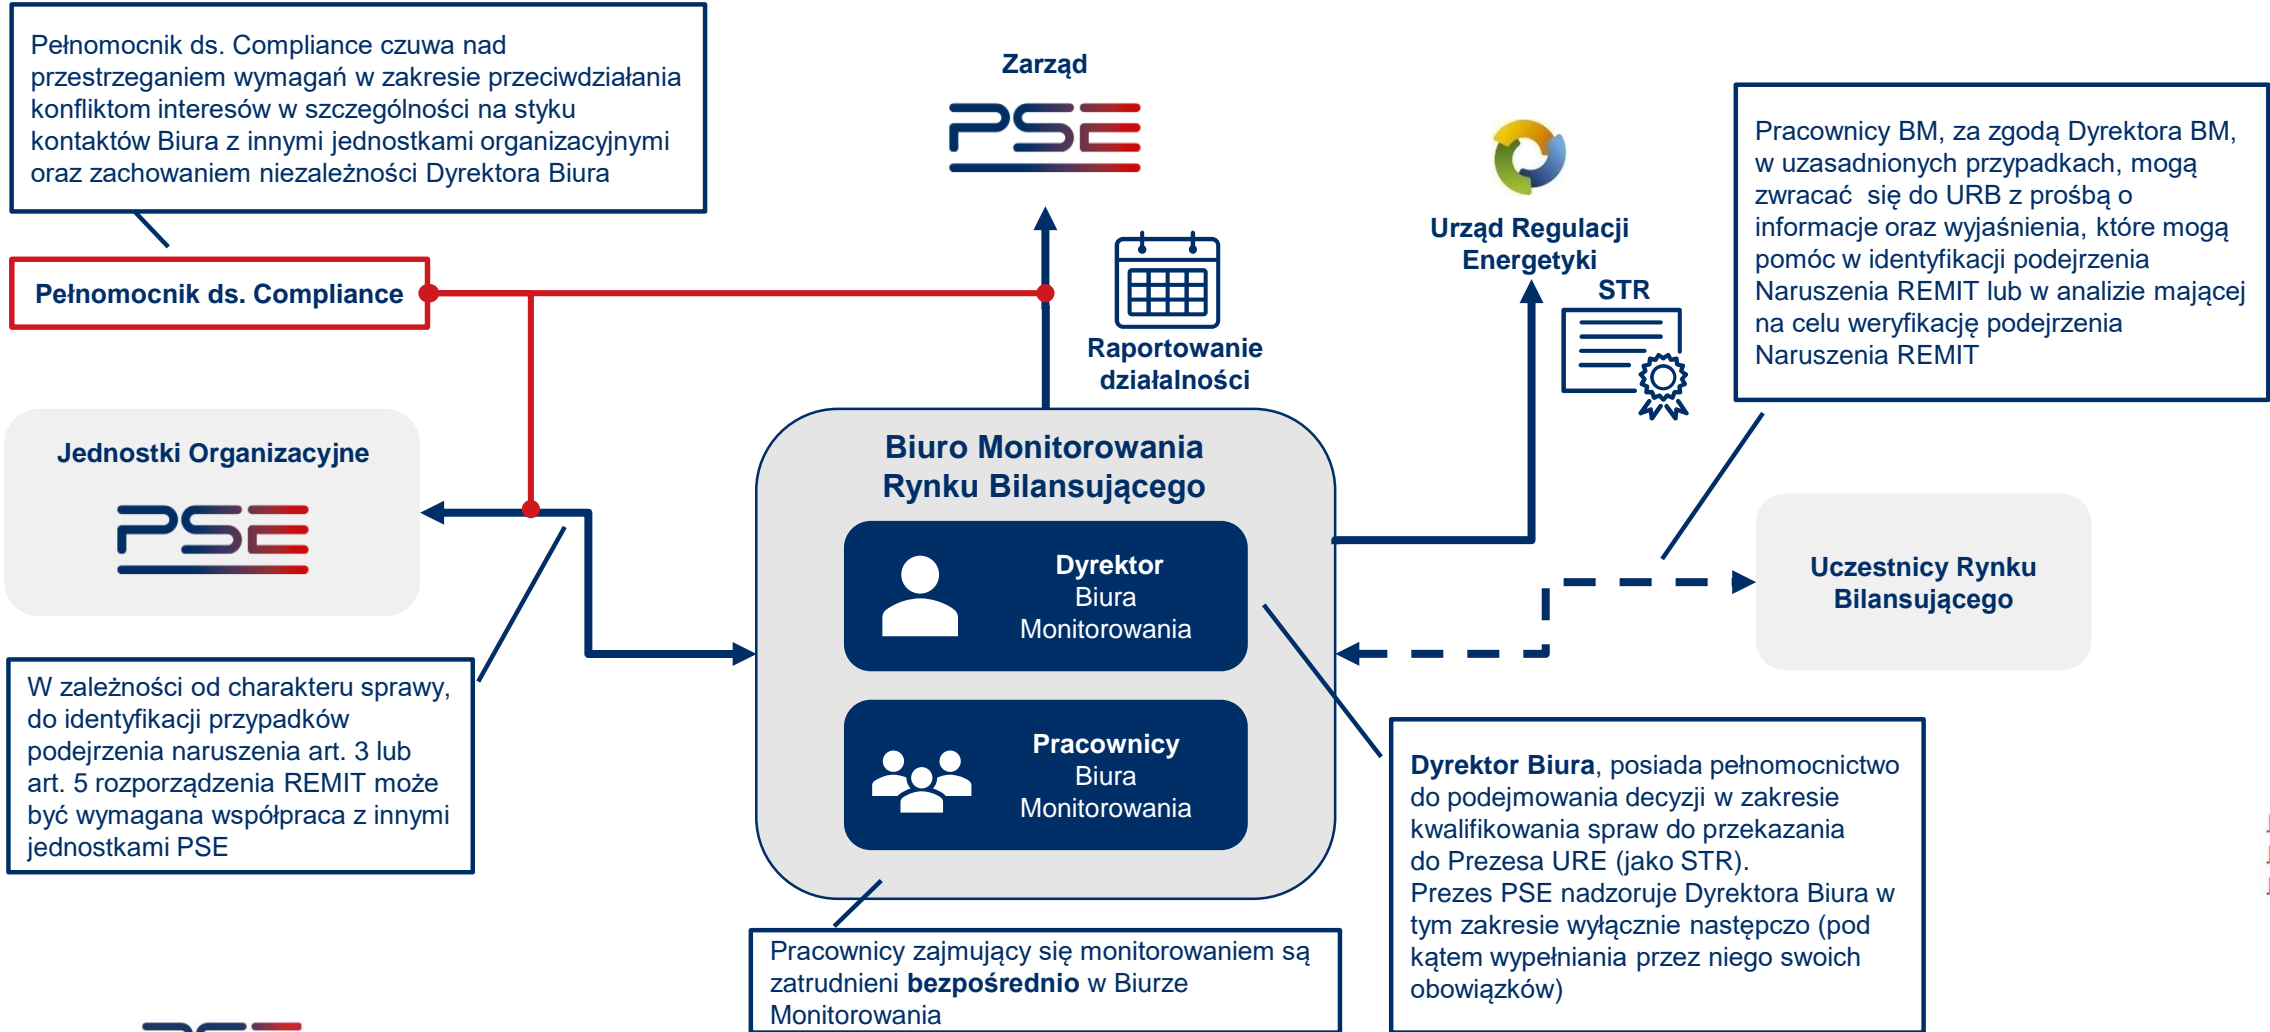 Pełnomocnik ds. Compliance czuwa nad
przestrzeganiem wymagań w zakresie przeciwdziałania
konfliktom interesów w szczególności na styku
kontaktów Biura z innymi jednostkami organizacyjnymi
oraz zachowaniem niezależności Dyrektora Biura
Pełnomocnik ds. Compliance
Zarząd
PSE
Raportowanie
działalności
Urząd Regulacji
Energetyki
STR
Pracownicy BM, za zgodą Dyrektora BM,
w uzasadnionych przypadkach, mogą
zwracać się do URB z prośbą o
informacje oraz wyjaśnienia, które mogą
pomóc w identyfikacji podejrzenia
Naruszenia REMIT lub w analizie mającej
na celu weryfikację podejrzenia
Naruszenia REMIT
Jednostki Organizacyjne
PSE
Biuro Monitorowania
Rynku Bilansującego
Dyrektor
Biura
Monitorowania
Pracownicy
Biura
Monitorowania
Uczestnicy Rynku
Bilansującego
W zależności od charakteru sprawy,
do identyfikacji przypadków
podejrzenia naruszenia art. 3 lub
art. 5 rozporządzenia REMIT może
być wymagana współpraca z innymi
jednostkami PSE
Dyrektor Biura, posiada pełnomocnictwo
do podejmowania decyzji w zakresie
kwalifikowania spraw do przekazania
do Prezesa URE (jako STR).
Prezes PSE nadzoruje Dyrektora Biura w
tym zakresie wyłącznie następczo (pod
kątem wypełniania przez niego swoich
obowiązków)
Pracownicy zajmujący się monitorowaniem są
zatrudnieni bezpośrednio w Biurze
Monitorowania